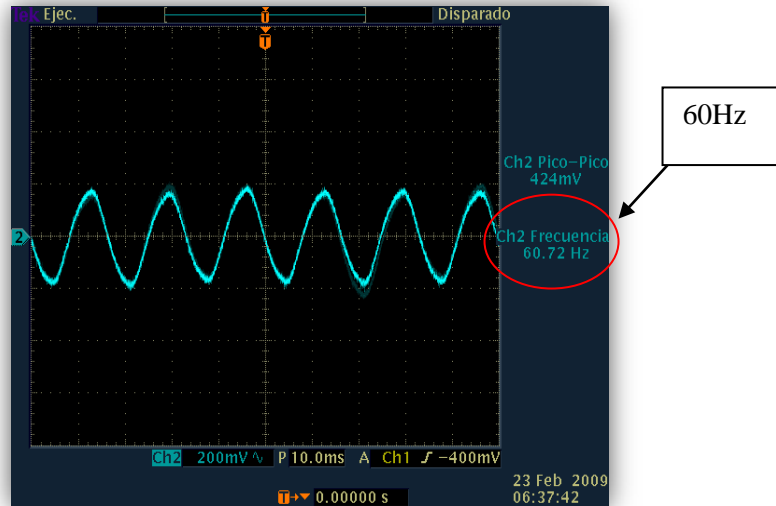 Tek Ejec.
Disparado
U
T
60Hz
Ch2 Pico-Pico
424mV
2
Ch2 Frecuencia
60.72 Hz
Ch2 200mV∿ P 10.0ms A Ch1 ƒ -400mV
23 Feb 2009
T→▼ 0.00000 s
06:37:42